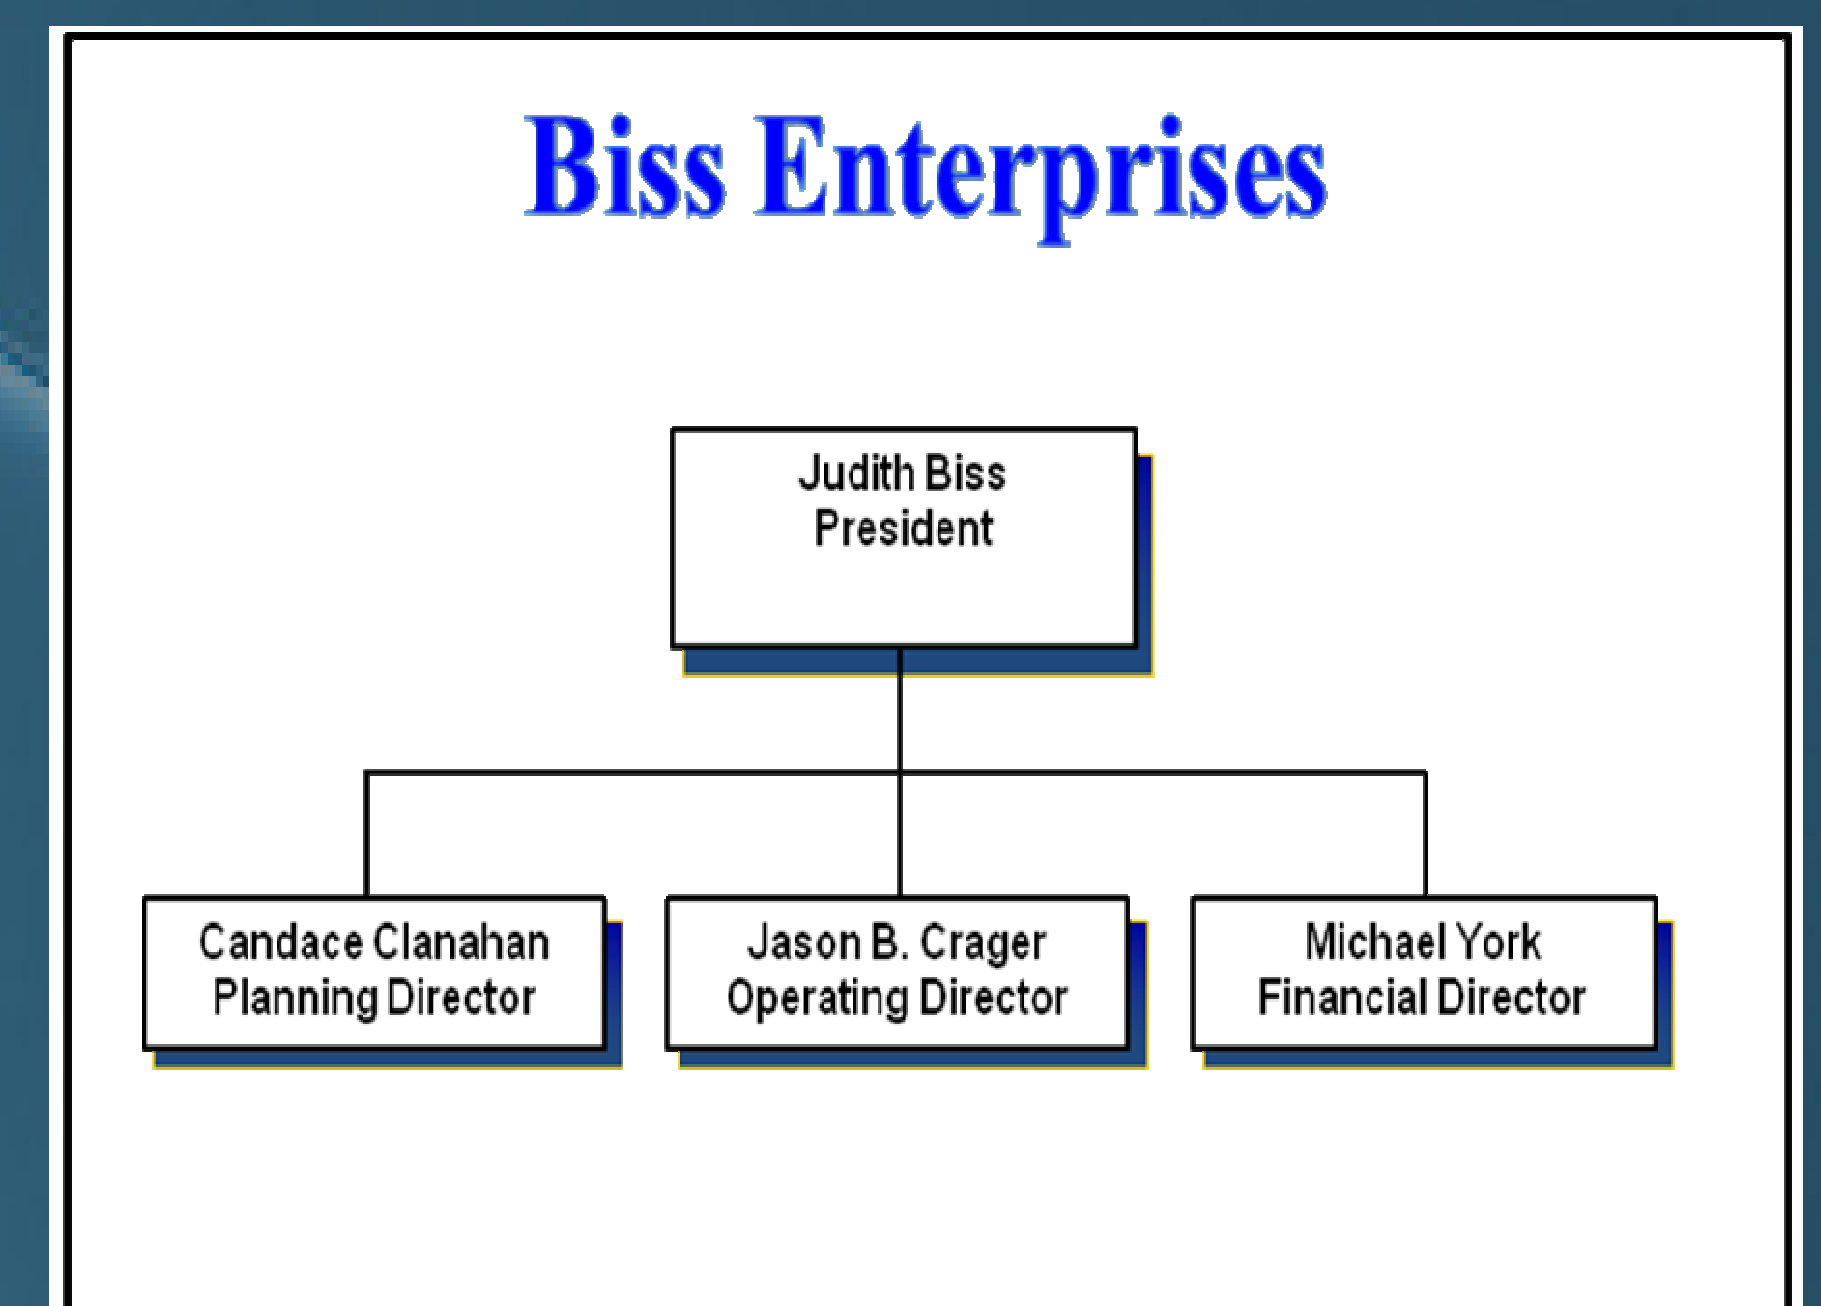 Biss Enterprises
Judith Biss
President
Candace Clanahan
Planning Director
Jason B. Crager
Operating Director
Michael York
Financial Director